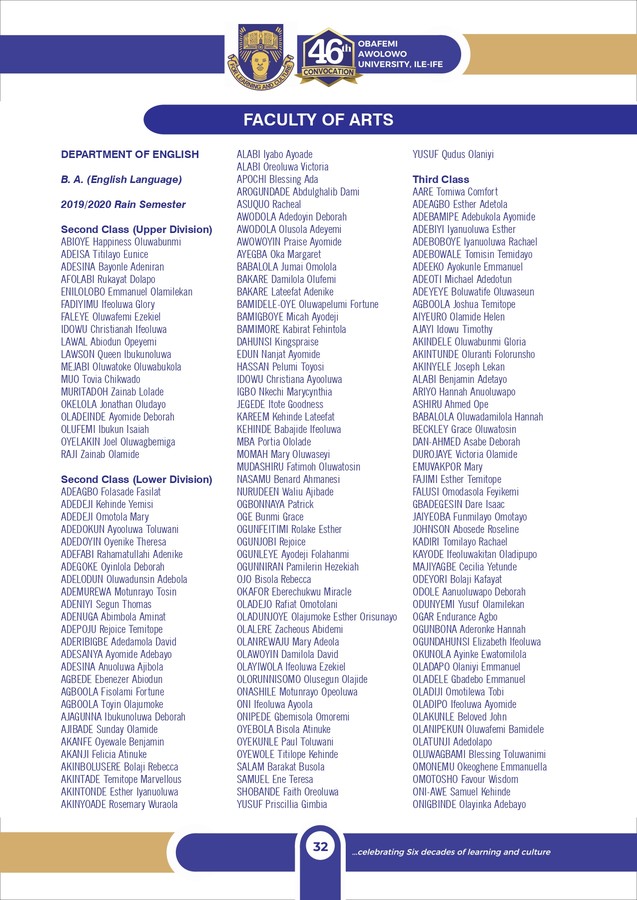 FOR LEARNING AND CULTURE
46th
CONVOCATION
OBAFEMI
AWOLOWO
UNIVERSITY, ILE-IFE
FACULTY OF ARTS
DEPARTMENT OF ENGLISH
B. A. (English Language)
2019/2020 Rain Semester
Second Class (Upper Division)
ABIOYE Happiness Oluwabunmi
ADEISA Titilayo Eunice
ADESINA Bayonle Adeniran
AFOLABI Rukayat Dolapo
ENILOLOBO Emmanuel Olamilekan
FADIYIMU Ifeoluwa Glory
FALEYE Oluwafemi Ezekiel
IDOWU Christianah Ifeoluwa
LAWAL Abiodun Opeyemi
LAWSON Queen Ibukunoluwa
MEJABI Oluwatoke Oluwabukola
MUO Tovia Chikwado
MURITADOH Zainab Lolade
OKELOLA Jonathan Oludayo
OLADEINDE Ayomide Deborah
OLUFEMI Ibukun Isaiah
OYELAKIN Joel Oluwagbemiga
RAJI Zainab Olamide
Second Class (Lower Division)
ADEAGBO Folasade Fasilat
ADEDEJI Kehinde Yemisi
ADEDEJI Omotola Mary
ADEDOKUN Ayooluwa Toluwani
ADEDOYIN Oyenike Theresa
ADEFABI Rahamatullahi Adenike
ADEGOKE Oyinlola Deborah
ADELODUN Oluwadunsin Adebola
ADEMUREWA Motunrayo Tosin
ADENIYI Segun Thomas
ADENUGA Abimbola Aminat
ADEPOJU Rejoice Temitope
ADERIBIGBE Adedamola David
ADESANYA Ayomide Adebayo
ADESINA Anuoluwa Ajibola
AGBEDE Ebenezer Abiodun
AGBOOLA Fisolami Fortune
AGBOOLA Toyin Olajumoke
AJAGUNNA Ibukunoluwa Deborah
AJIBADE Sunday Olamide
AKANFE Oyewale Benjamin
AKANJI Felicia Atinuke
AKINBOLUSERE Bolaji Rebecca
AKINTADE Temitope Marvellous
AKINTONDE Esther Iyanuoluwa
AKINYOADE Rosemary Wuraola
ALABI Iyabo Ayoade
ALABI Oreoluwa Victoria
APOCHI Blessing Ada
AROGUNDADE Abdulghalib Dami
ASUQUO Racheal
AWODOLA Adedoyin Deborah
AWODOLA Olusola Adeyemi
AWOWOYIN Praise Ayomide
AYEGBA Oka Margaret
BABALOLA Jumai Omolola
BAKARE Damilola Olufemi
BAKARE Lateefat Adenike
BAMIDELE-OYE Oluwapelumi Fortune
BAMIGBOYE Micah Ayodeji
BAMIMORE Kabirat Fehintola
DAHUNSI Kingspraise
EDUN Nanjat Ayomide
HASSAN Pelumi Toyosi
IDOWU Christiana Ayooluwa
IGBO Nkechi Marycynthia
JEGEDE Itote Goodness
KAREEM Kehinde Lateefat
KEHINDE Babajide Ifeoluwa
MBA Portia Ololade
MOMAH Mary Oluwaseyi
MUDASHIRU Fatimoh Oluwatosin
NASAMU Benard Ahmanesi
NURUDEEN Waliu Ajibade
OGBONNAYA Patrick
OGE Bunmi Grace
OGUNFEITIMI Rolake Esther
OGUNJOBI Rejoice
OGUNLEYE Ayodeji Folahanmi
OGUNNIRAN Pamilerin Hezekiah
OJO Bisola Rebecca
OKAFOR Eberechukwu Miracle
OLADEJO Rafiat Omotolani
OLADUNJOYE Olajumoke Esther Orisunayo
OLALERE Zacheous Abidemi
OLANREWAJU Mary Adeola
OLAWOYIN Damilola David
OLAYIWOLA Ifeoluwa Ezekiel
OLORUNNISOMO Olusegun Olajide
ONASHILE Motunrayo Opeoluwa
ONI Ifeoluwa Ayoola
ONIPEDE Gbemisola Omoremi
OYEBOLA Bisola Atinuke
OYEKUNLE Paul Toluwani
OYEWOLE Titilope Kehinde
SALAM Barakat Busola
SAMUEL Ene Teresa
SHOBANDE Faith Oreoluwa
YUSUF Priscillia Gimbia
YUSUF Qudus Olaniyi
Third Class
AARE Tomiwa Comfort
ADEAGBO Esther Adetola
ADEBAMIPE Adebukola Ayomide
ADEBIYI Iyanuoluwa Esther
ADEBOBOYE Iyanuoluwa Rachael
ADEBOWALE Tomisin Temidayo
ADEEKO Ayokunle Emmanuel
ADEOTI Michael Adedotun
ADEYEYE Boluwatife Oluwaseun
AGBOOLA Joshua Temitope
AIYEURO Olamide Helen
AJAYI Idowu Timothy
AKINDELE Oluwabunmi Gloria
AKINTUNDE Oluranti Folorunsho
AKINYELE Joseph Lekan
ALABI Benjamin Adetayo
ARIYO Hannah Anuoluwapo
ASHIRU Ahmed Ope
BABALOLA Oluwadamilola Hannah
BECKLEY Grace Oluwatosin
DAN-AHMED Asabe Deborah
DUROJAYE Victoria Olamide
EMUVAKPOR Mary
FAJIMI Esther Temitope
FALUSI Omodasola Feyikemi
GBADEGESIN Dare Isaac
JAIYEOBA Funmilayo Omotayo
JOHNSON Abosede Roseline
KADIRI Tomilayo Rachael
KAYODE Ifeoluwakitan Oladipupo
MAJIYAGBE Cecilia Yetunde
ODEYORI Bolaji Kafayat
ODOLE Aanuoluwapo Deborah
ODUNYEMI Yusuf Olamilekan
OGAR Endurance Agbo
OGUNBONA Aderonke Hannah
OGUNDAHUNSI Elizabeth Ifeoluwa
OKUNOLA Ayinke Ewatomilola
OLADAPO Olaniyi Emmanuel
OLADELE Gbadebo Emmanuel
OLADIJI Omotilewa Tobi
OLADIPO Ifeoluwa Ayomide
OLAKUNLE Beloved John
OLANIPEKUN Oluwafemi Bamidele
OLATUNJI Adedolapo
OLUWAGBAMI Blessing Toluwanimi
OMONEMU Okeoghene Emmanuella
OMOTOSHO Favour Wisdom
ONI-AWE Samuel Kehinde
ONIGBINDE Olayinka Adebayo
32
...celebrating Six decades of learning and culture